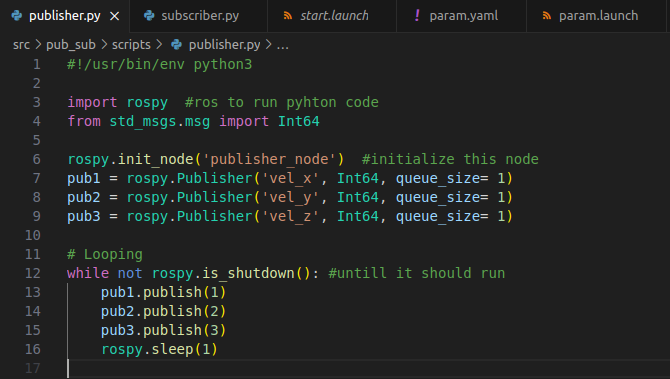 publisher.py × subscriber.py start.launch ! param.yaml param.launch
src > pub_sub > scripts > publisher.py > ...
1 #!/usr/bin/env python3
2
3 import rospy  #ros to run pyhton code
4 from std_msgs.msg import Int64
5
6 rospy.init_node('publisher_node')  #initialize this node
7 pub1 = rospy.Publisher('vel_x', Int64, queue_size= 1)
8 pub2 = rospy.Publisher('vel_y', Int64, queue_size= 1)
9 pub3 = rospy.Publisher('vel_z', Int64, queue_size= 1)
10
11 # Looping
12 while not rospy.is_shutdown(): #untill it should run
13     pub1.publish(1)
14     pub2.publish(2)
15     pub3.publish(3)
16     rospy.sleep(1)
17